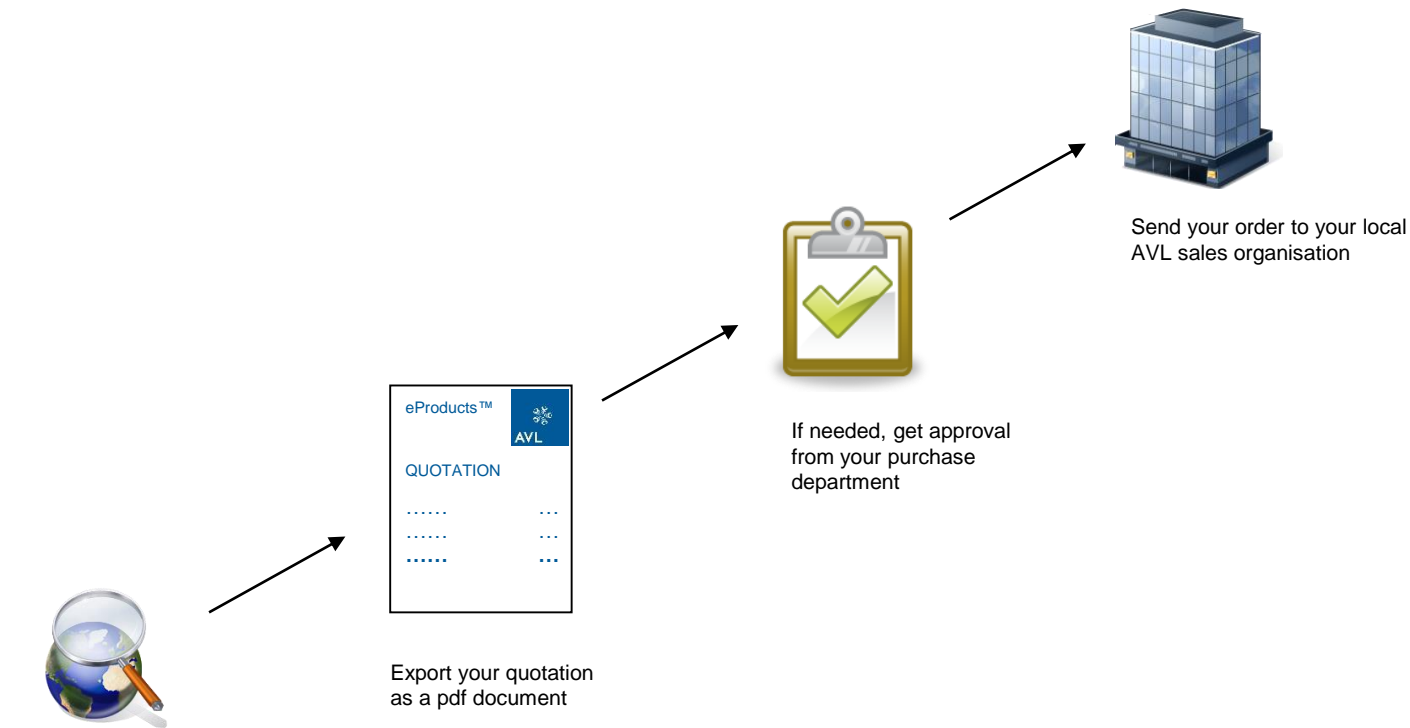 Send your order to your local
AVL sales organisation
If needed, get approval
from your purchase
department
eProducts™
AVL
QUOTATION
...... ...
...... ...
...... ...
Export your quotation
as a pdf document